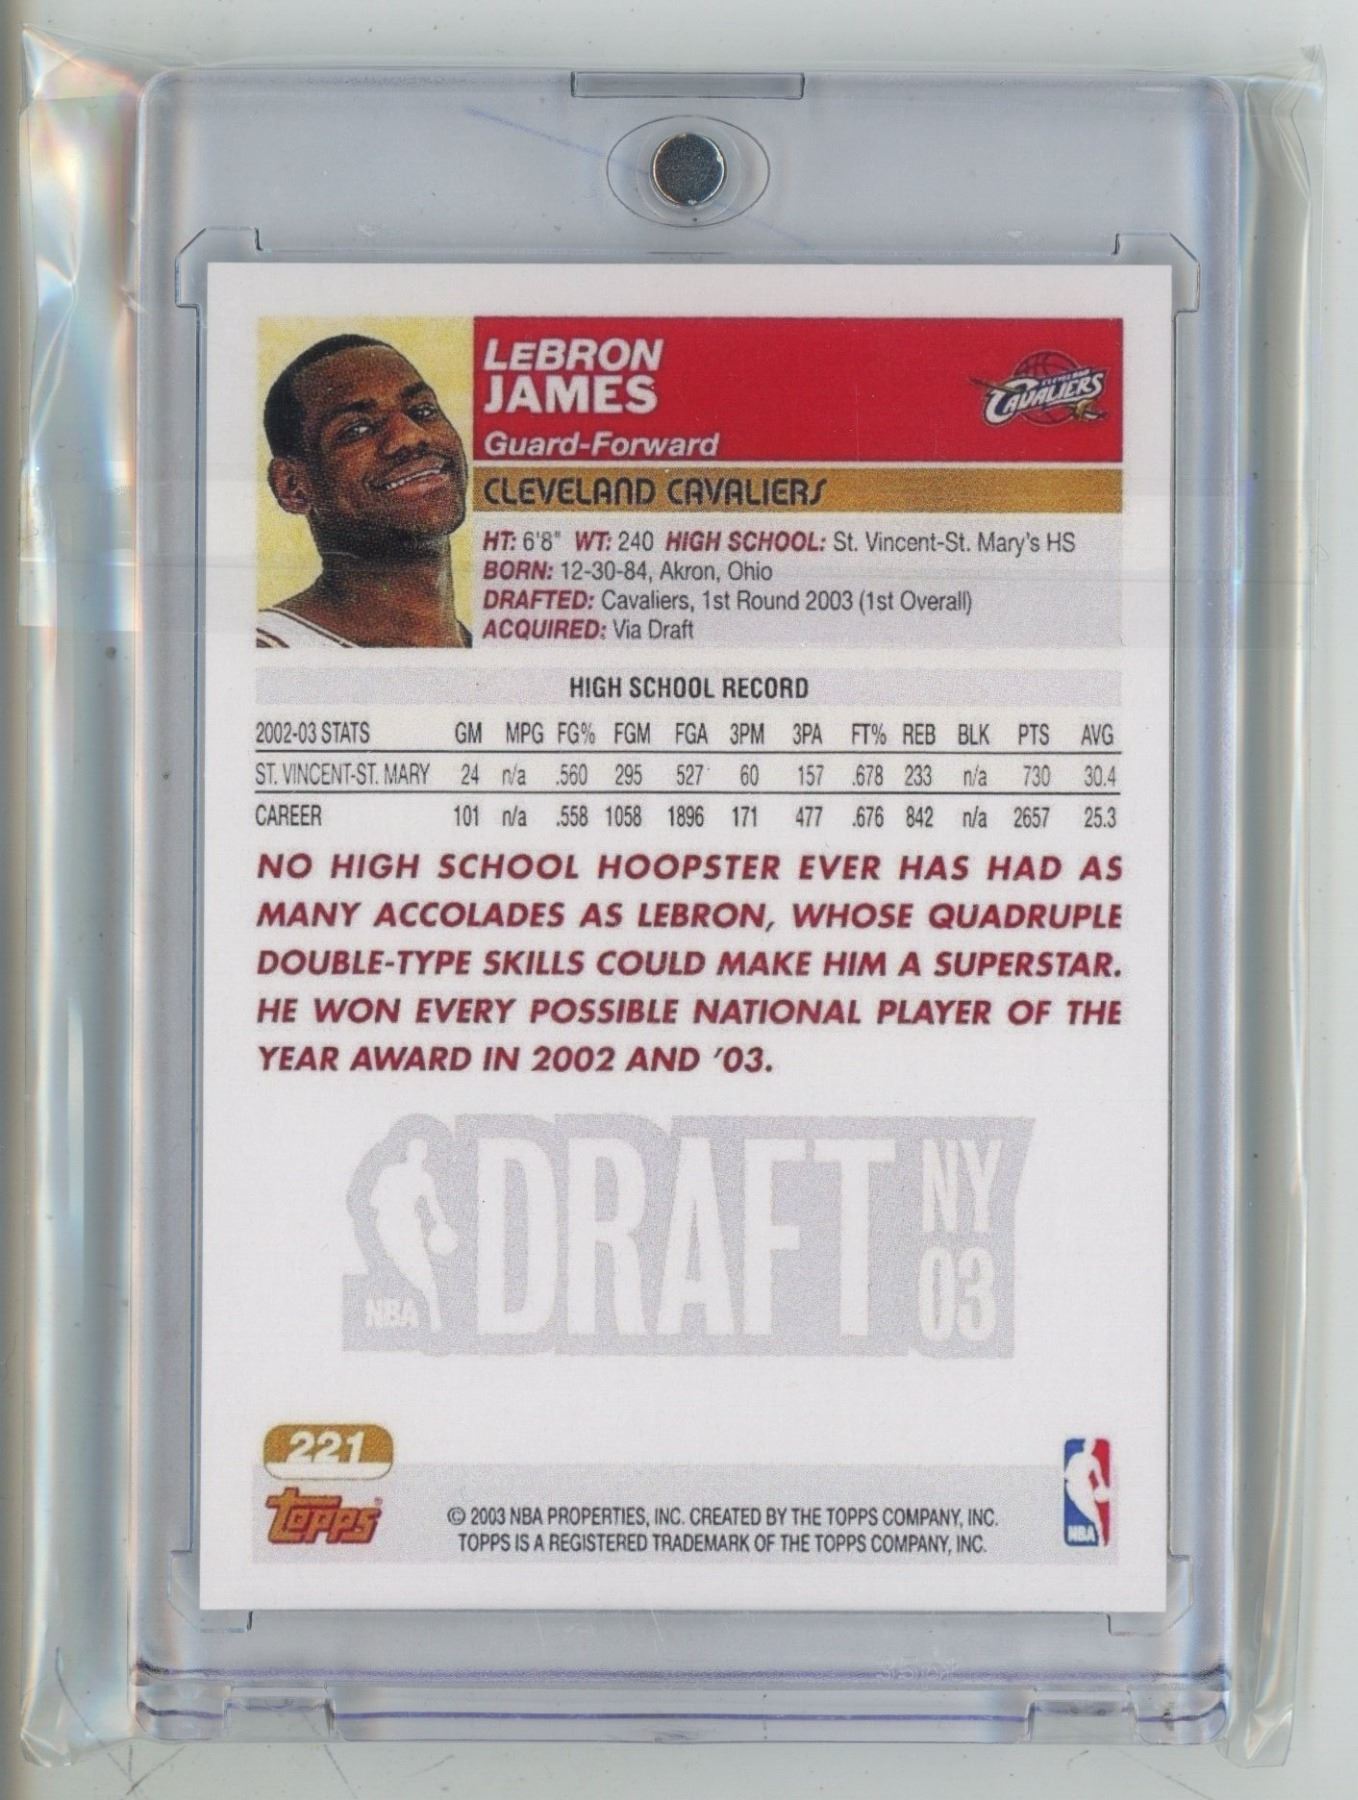 LEBRON
JAMES
Guard-Forward
CLEVELAND CAVALIERS
CLEVELAND CAVALIERS
HT: 6'8" WT: 240 HIGH SCHOOL: St. Vincent-St. Mary's HS
BORN: 12-30-84, Akron, Ohio
DRAFTED: Cavaliers, 1st Round 2003 (1st Overall)
ACQUIRED: Via Draft
HIGH SCHOOL RECORD
2002-03 STATS GM MPG FG% FGM FGA 3PM 3PA FT% REB BLK PTS AVG
ST. VINCENT-ST. MARY 24 n/a .560 295 527 60 157 .678 233 n/a 730 30.4
CAREER 101 n/a .558 1058 1896 171 477 .676 842 n/a 2657 25.3
NO HIGH SCHOOL HOOPSTER EVER HAS HAD AS
MANY ACCOLADES AS LEBRON, WHOSE QUADRUPLE
DOUBLE-TYPE SKILLS COULD MAKE HIM A SUPERSTAR.
HE WON EVERY POSSIBLE NATIONAL PLAYER OF THE
YEAR AWARD IN 2002 AND '03.
NBA DRAFT NY 03
221
topps®
© 2003 NBA PROPERTIES, INC. CREATED BY THE TOPPS COMPANY, INC.
TOPPS IS A REGISTERED TRADEMARK OF THE TOPPS COMPANY, INC.
NBA